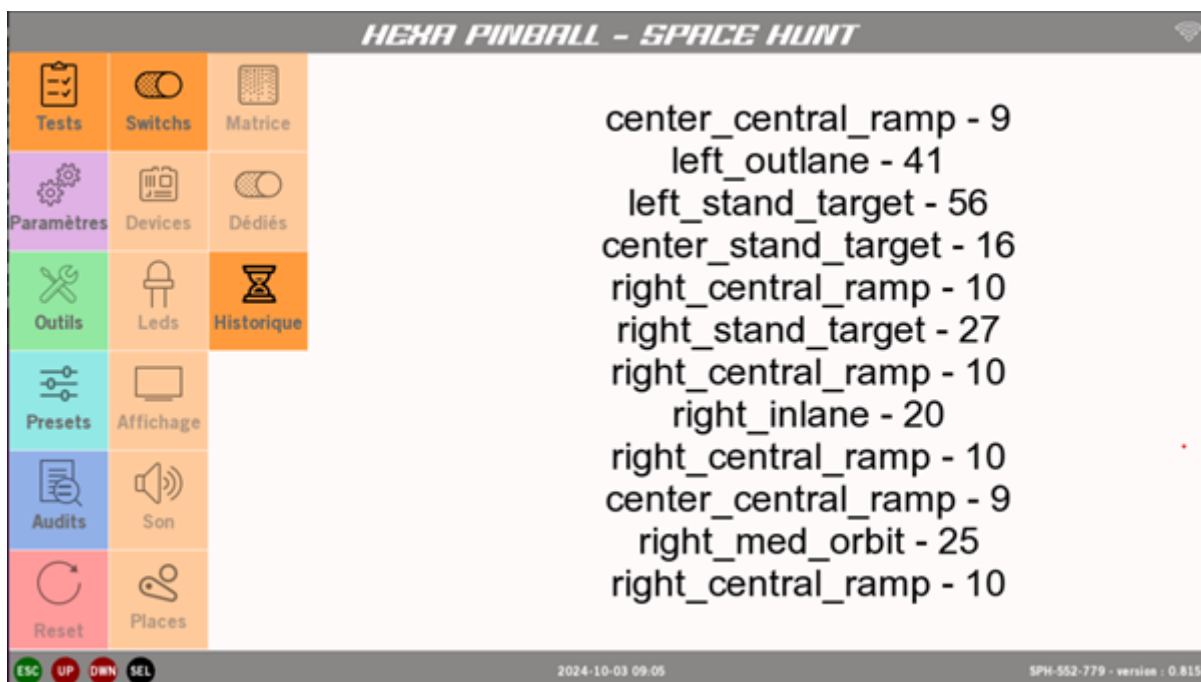 HEXA PINBALL - SPACE HUNT
Tests
Switchs
Matrice
Paramètres
Devices
Dédiés
Outils
Leds
Historique
Presets
Affichage
Audits
Son
Reset
Places
center_central_ramp - 9
left_outlane - 41
left_stand_target - 56
center_stand_target - 16
right_central_ramp - 10
right_stand_target - 27
right_central_ramp - 10
right_inlane - 20
right_central_ramp - 10
center_central_ramp - 9
right_med_orbit - 25
right_central_ramp - 10
ESC UP DWN SEL
2024-10-03 09:05
SPH-552-779 - version : 0.815